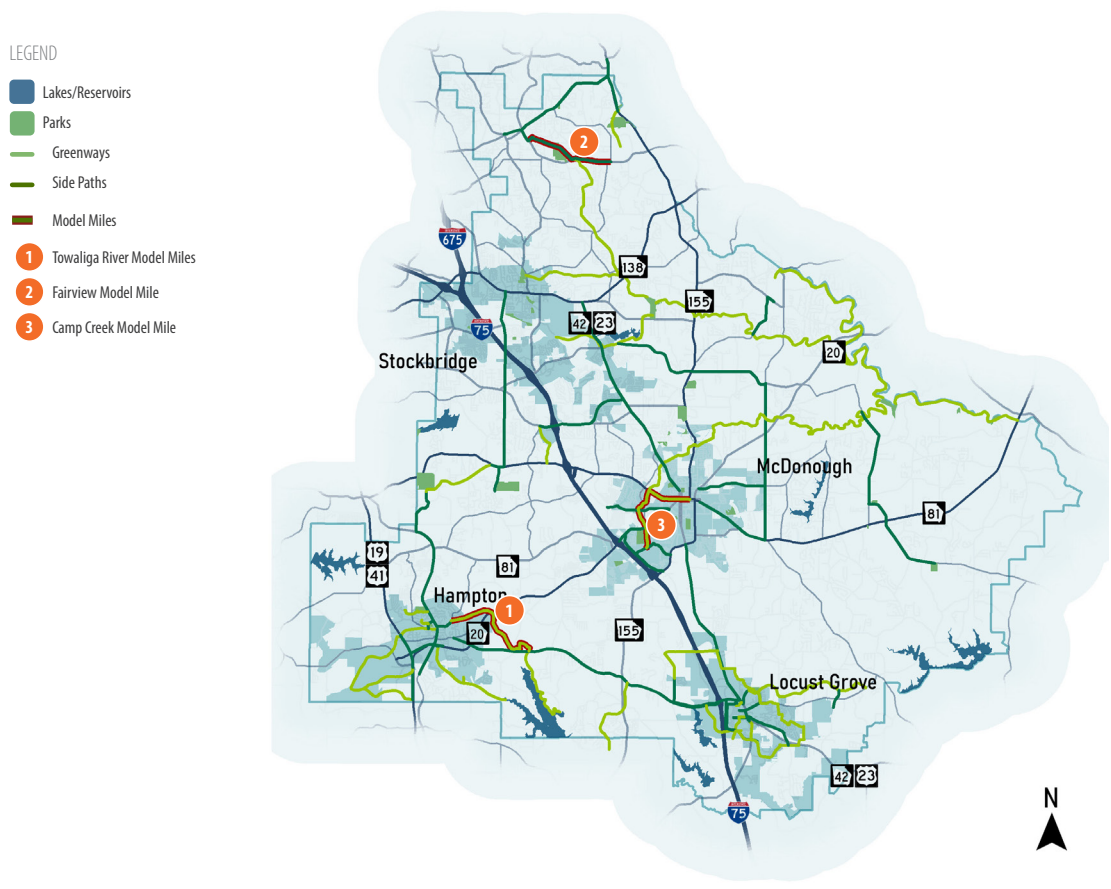 LEGEND
Lakes/Reservoirs
Parks
Greenways
Side Paths
Model Miles
1 Towaliga River Model Miles
2 Fairview Model Mile
3 Camp Creek Model Mile
2
675
138
155
42 23
75
20
Stockbridge
McDonough
81
3
19
41
81
Hampton
1
20
155
Locust Grove
42 23
75
N